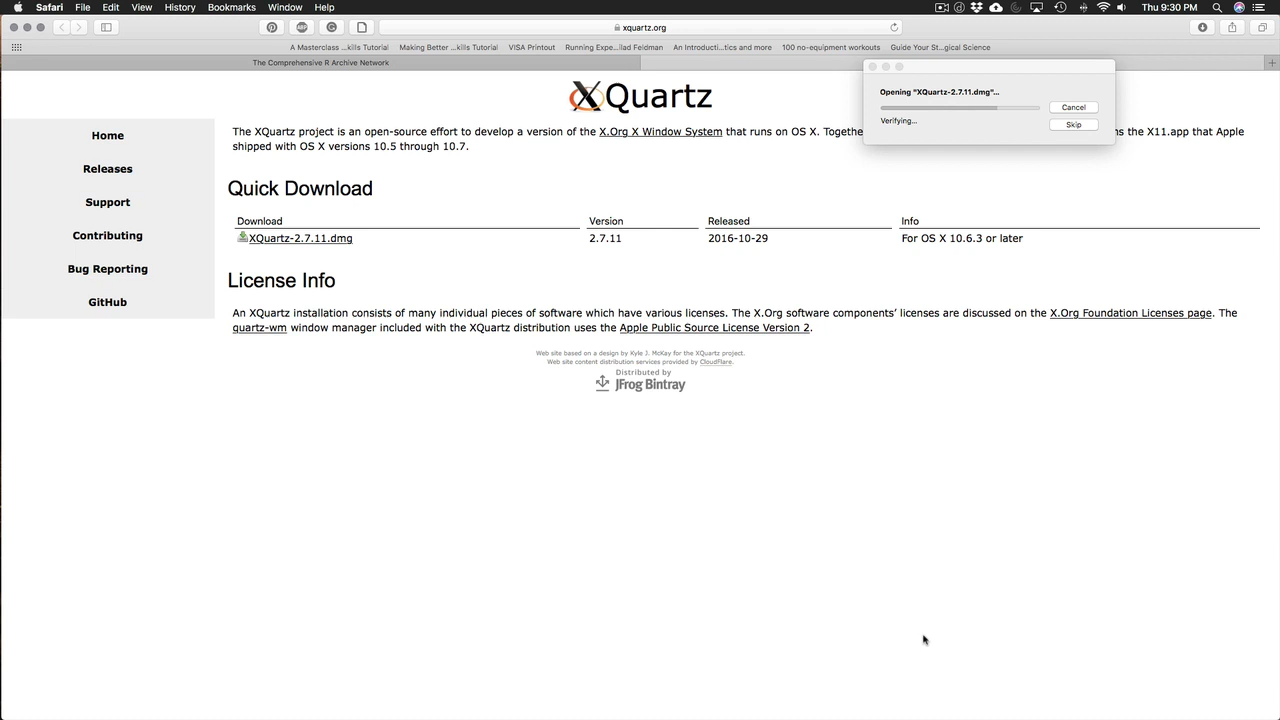 Safari File Edit View History Bookmarks Window Help Thu 9:30 PM
xquartz.org
A Masterclass ...kills Tutorial Making Better ...kills Tutorial VISA Printout Running Expe...llad Feldman An Introducti...tics and more 100 no-equipment workouts Guide Your St...gical Science
The Comprehensive R Archive Network
Opening "XQuartz-2.7.11.dmg"...
Cancel
Verifying...
Skip
XQuartz
Home
Releases
Support
Contributing
Bug Reporting
GitHub
The XQuartz project is an open-source effort to develop a version of the X.Org X Window System that runs on OS X. Togethe ns the X11.app that Apple
shipped with OS X versions 10.5 through 10.7.
Quick Download
Download Version Released Info
XQuartz-2.7.11.dmg 2.7.11 2016-10-29 For OS X 10.6.3 or later
License Info
An XQuartz installation consists of many individual pieces of software which have various licenses. The X.Org software components' licenses are discussed on the X.Org Foundation Licenses page. The
quartz-wm window manager included with the XQuartz distribution uses the Apple Public Source License Version 2.
Web site based on a design by Kyle J. McKay for the XQuartz project.
Web site content distribution services provided by CloudFlare.
Distributed by
JFrog Bintray